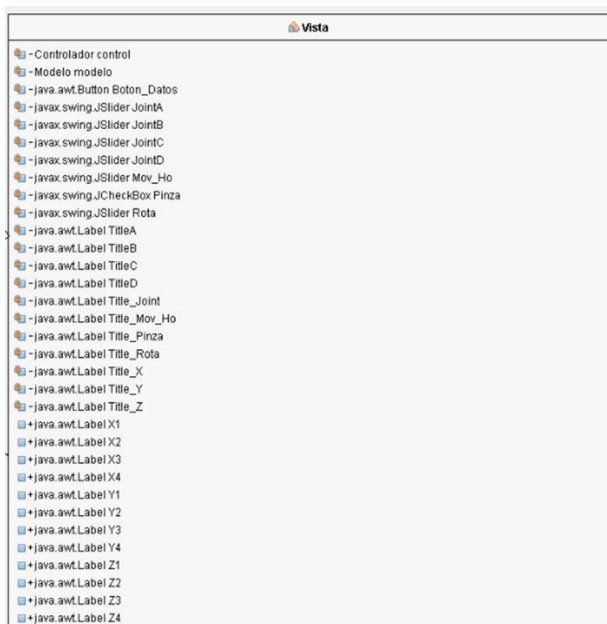 Vista
-Controlador control
-Modelo modelo
-java.awt.Button Boton_Datos
-javax.swing.JSlider JointA
-javax.swing.JSlider JointB
-javax.swing.JSlider JointC
-javax.swing.JSlider JointD
-javax.swing.JSlider Mov_Ho
-javax.swing.JCheckBox Pinza
-javax.swing.JSlider Rota
-java.awt.Label TitleA
-java.awt.Label TitleB
-java.awt.Label TitleC
-java.awt.Label TitleD
-java.awt.Label Title_Joint
-java.awt.Label Title_Mov_Ho
-java.awt.Label Title_Pinza
-java.awt.Label Title_Rota
-java.awt.Label Title_X
-java.awt.Label Title_Y
-java.awt.Label Title_Z
+java.awt.Label X1
+java.awt.Label X2
+java.awt.Label X3
+java.awt.Label X4
+java.awt.Label Y1
+java.awt.Label Y2
+java.awt.Label Y3
+java.awt.Label Y4
+java.awt.Label Z1
+java.awt.Label Z2
+java.awt.Label Z3
+java.awt.Label Z4